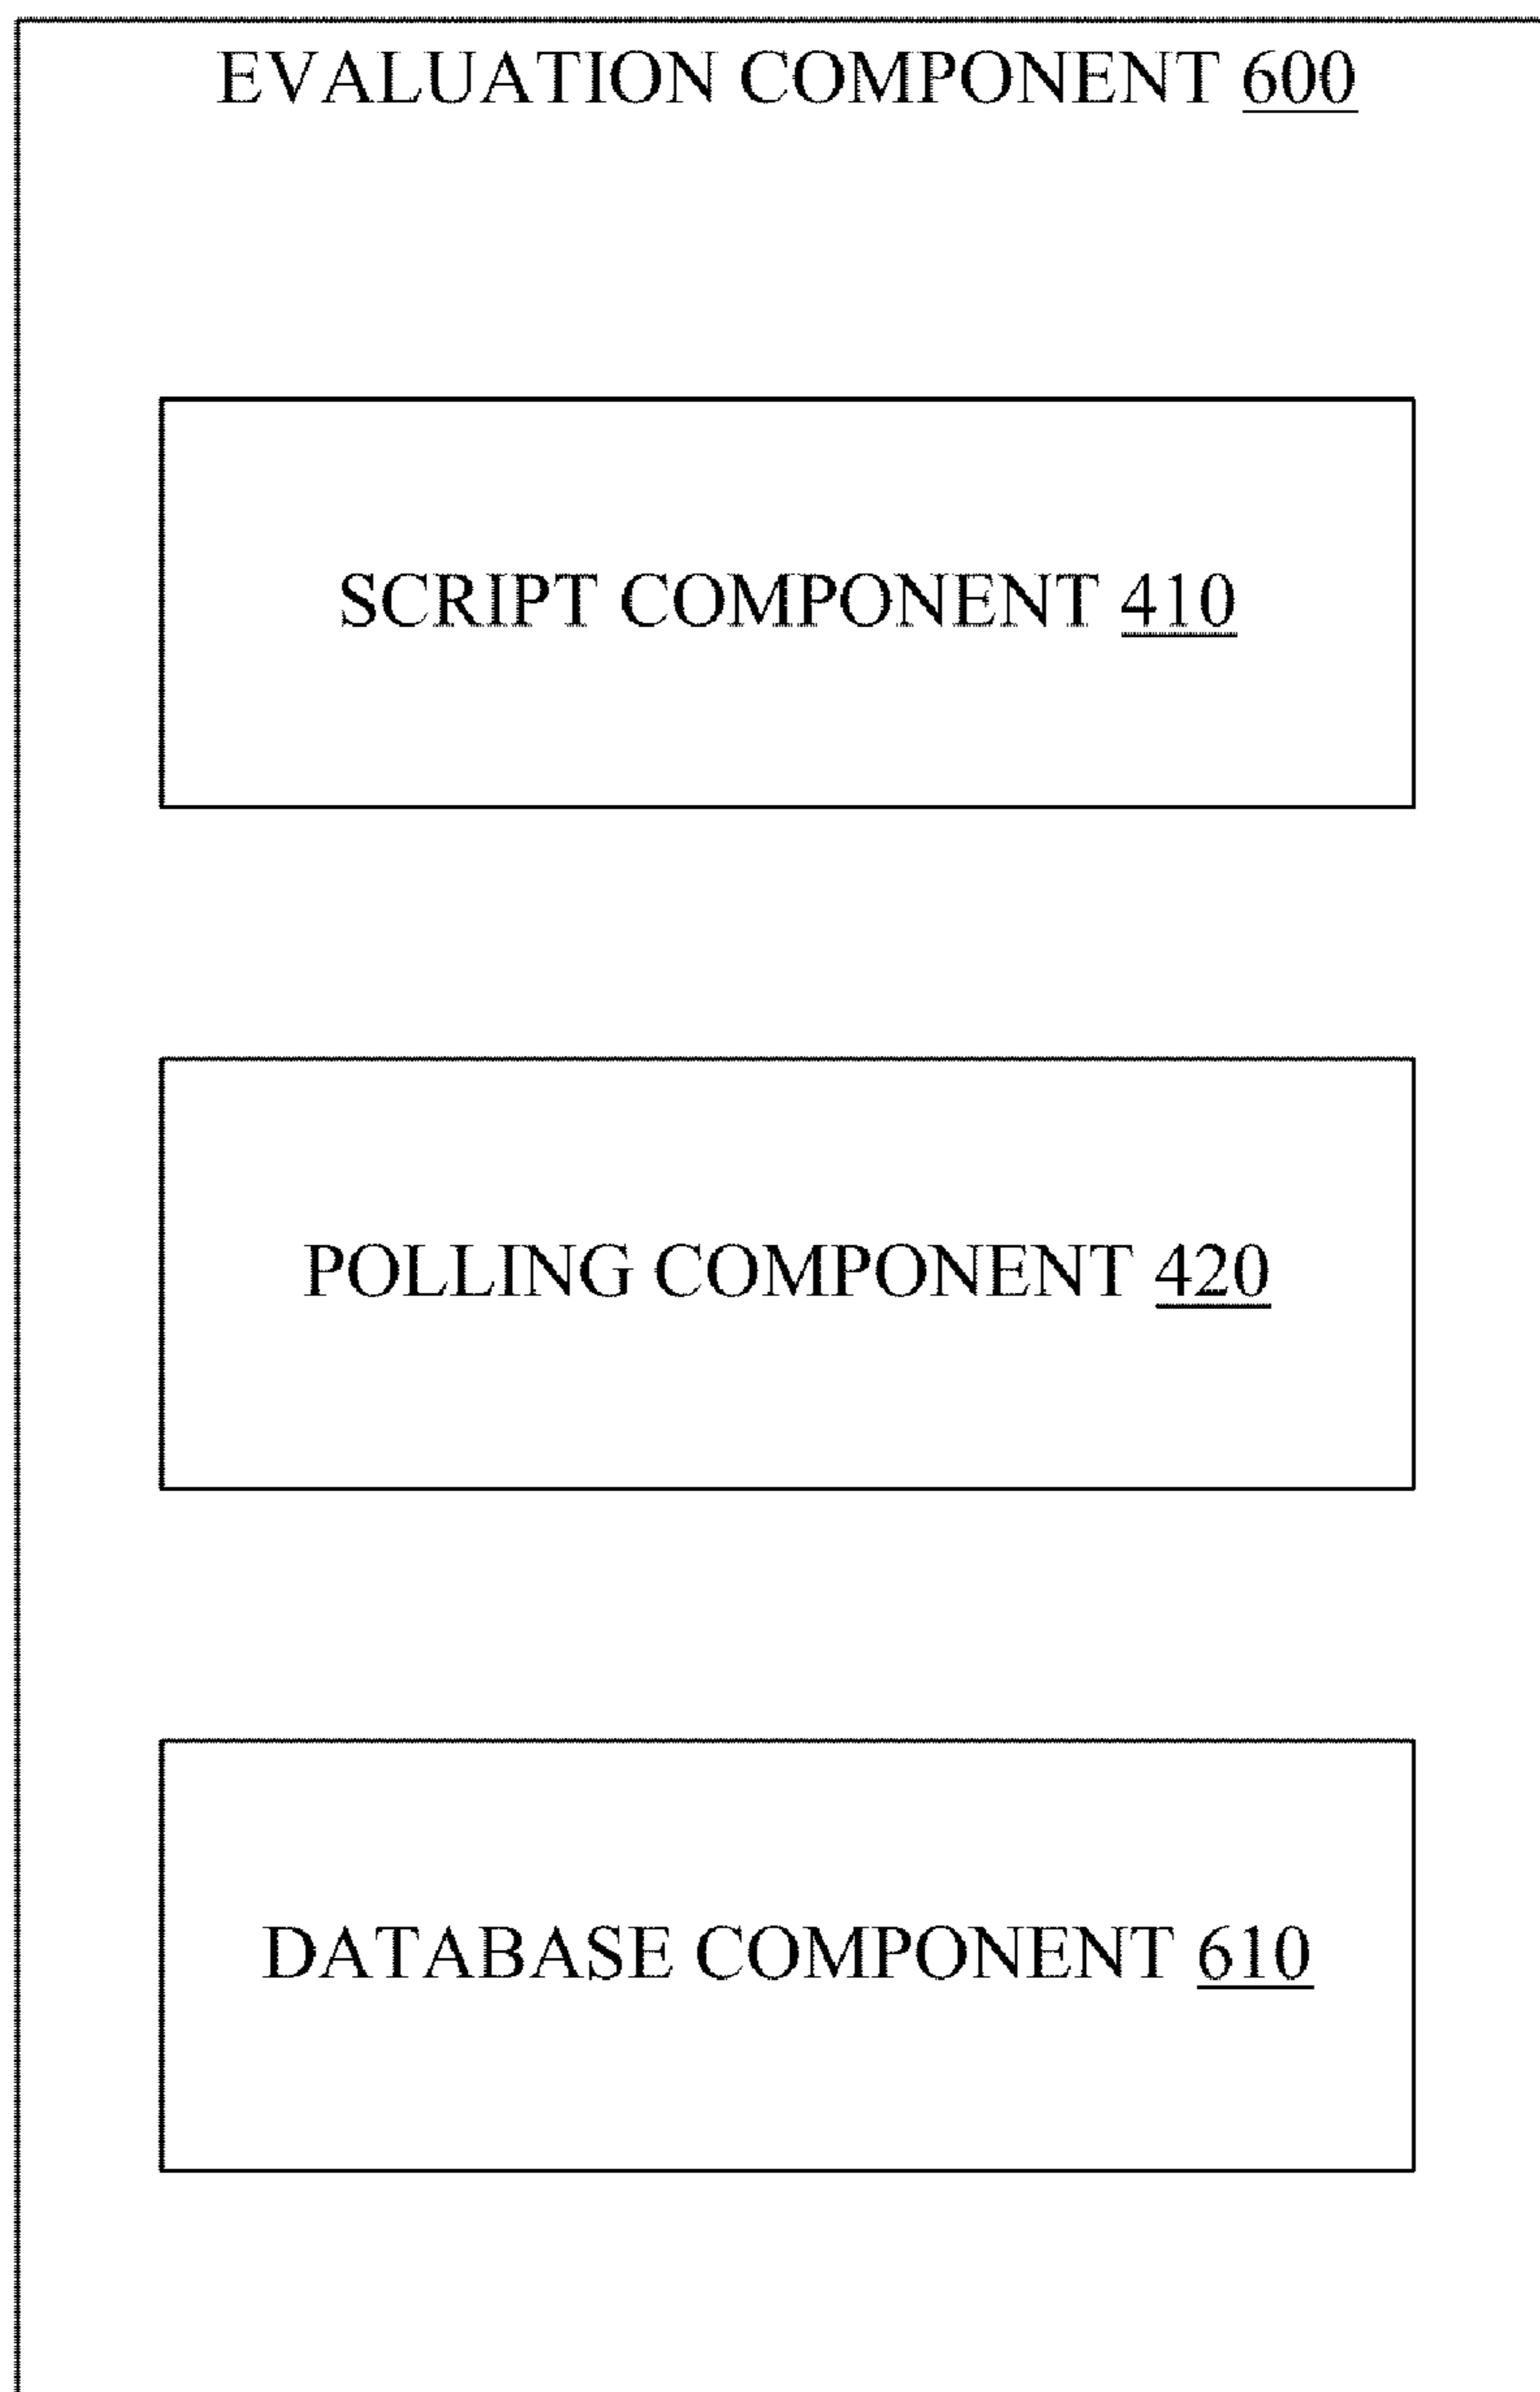 EVALUATION COMPONENT 600
SCRIPT COMPONENT 410
POLLING COMPONENT 420
DATABASE COMPONENT 610